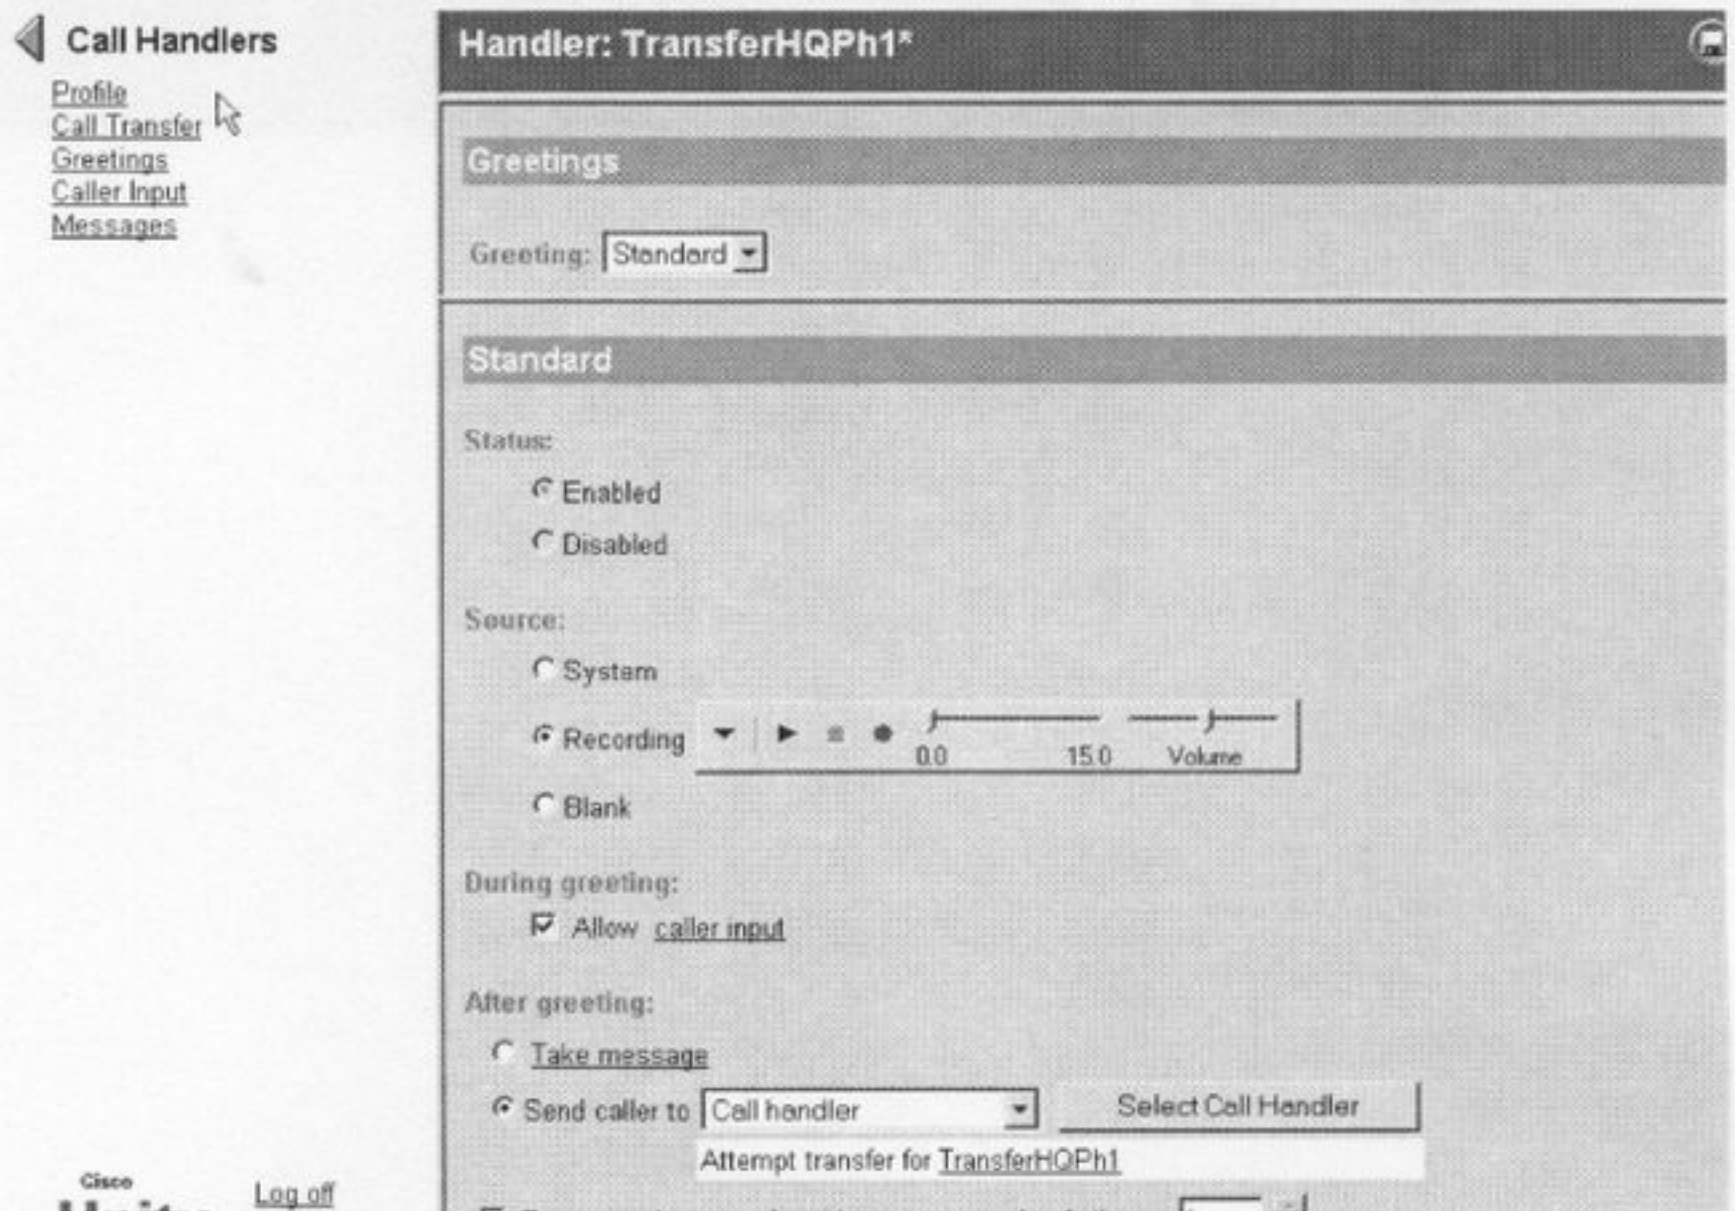 Call Handlers
Profile
Call Transfer
Greetings
Caller Input
Messages
Handler: TransferHQPh1*
Greetings
Greeting: Standard
Standard
Status:
Enabled
Disabled
Source:
System
Recording
0.0 15.0 Volume
Blank
During greeting:
Allow caller input
After greeting:
Take message
Send caller to Call handler Select Call Handler
Attempt transfer for TransferHQPh1
Cisco
Log off